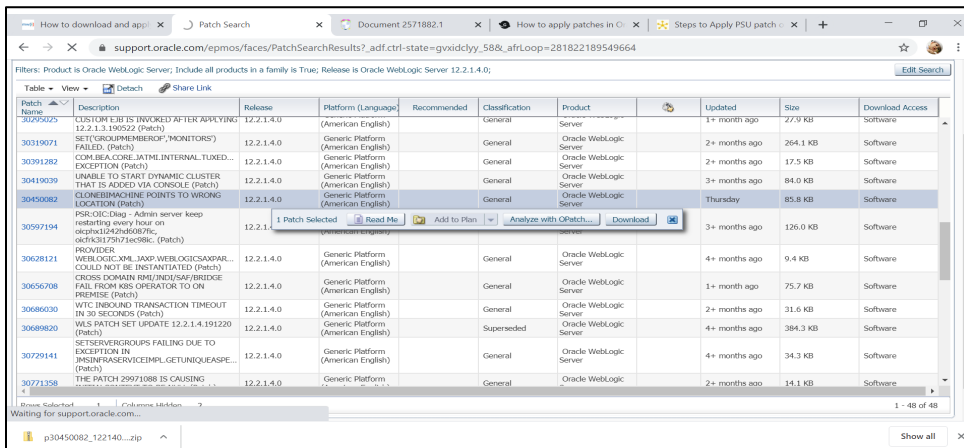 How to download and appl
Patch Search
Document 2571882.1
How to apply patches in O
Steps to Apply PSU patch o
support.oracle.com/epmos/faces/PatchSearchResults?_adf.ctrl-state=gvxidclyy_58&_afrLoop=281822189549664
Filters: Product is Oracle WebLogic Server; Include all products in a family is True; Release is Oracle WebLogic Server 12.2.1.4.0;
Edit Search
Table View Detach Share Link
Patch Name Description Release Platform (Language) Recommended Classification Product Updated Size Download Access
30295025 CUSTOM EJB IS INVOKED AFTER APPLYING 12.2.1.3.190522 (Patch) 12.2.1.4.0 (American English) General Server 1+ month ago 27.9 KB Software
30319071 SET('GROUPMEMBEROF','MONITORS') FAILED. (Patch) 12.2.1.4.0 Generic Platform (American English) General Oracle WebLogic Server 2+ months ago 264.1 KB Software
30391282 COM.BEA.CORE.JATMI.INTERNAL.TUXED... EXCEPTION (Patch) 12.2.1.4.0 Generic Platform (American English) General Oracle WebLogic Server 2+ months ago 17.5 KB Software
30419039 UNABLE TO START DYNAMIC CLUSTER THAT IS ADDED VIA CONSOLE (Patch) 12.2.1.4.0 Generic Platform (American English) General Oracle WebLogic Server 3+ months ago 84.0 KB Software
30450082 CLONEBIMACHINE POINTS TO WRONG LOCATION (Patch) 12.2.1.4.0 Generic Platform (American English) General Oracle WebLogic Server Thursday 85.8 KB Software
1 Patch Selected Read Me Add to Plan Analyze with OPatch... Download
30597194 PSR:OIC:Diag - Admin server keep restarting every hour on oicphx1i242hd6087fic, oicfrk3i175h71ec98ic. (Patch) 12.2.1 Server 3+ months ago 126.0 KB Software
30628121 PROVIDER WEBLOGIC.XML.JAXP.WEBLOGICSAXPAR... COULD NOT BE INSTANTIATED (Patch) 12.2.1.4.0 Generic Platform (American English) General Oracle WebLogic Server 4+ months ago 9.4 KB Software
30656708 CROSS DOMAIN RMI/JNDI/SAF/BRIDGE FAIL FROM K8S OPERATOR TO ON PREMISE (Patch) 12.2.1.4.0 Generic Platform (American English) General Oracle WebLogic Server 1+ month ago 75.7 KB Software
30686030 WTC INBOUND TRANSACTION TIMEOUT IN 30 SECONDS (Patch) 12.2.1.4.0 Generic Platform (American English) General Oracle WebLogic Server 2+ months ago 31.6 KB Software
30689820 WLS PATCH SET UPDATE 12.2.1.4.191220 (Patch) 12.2.1.4.0 Generic Platform (American English) Superseded Oracle WebLogic Server 4+ months ago 384.3 KB Software
30729141 SETSERVERGROUPS FAILING DUE TO EXCEPTION IN JMSINFRASERVICEIMPL.GETUNIQUEASPE... (Patch) 12.2.1.4.0 Generic Platform (American English) General Oracle WebLogic Server 4+ months ago 34.3 KB Software
30771358 THE PATCH 29971088 IS CAUSING 12.2.1.4.0 Generic Platform (American English) General Oracle WebLogic Server 2+ months ago 14.1 KB Software
Rows Selected 1 Columns Hidden 2
1 - 48 of 48
Waiting for support.oracle.com...
p30450082_122140....zip
Show all